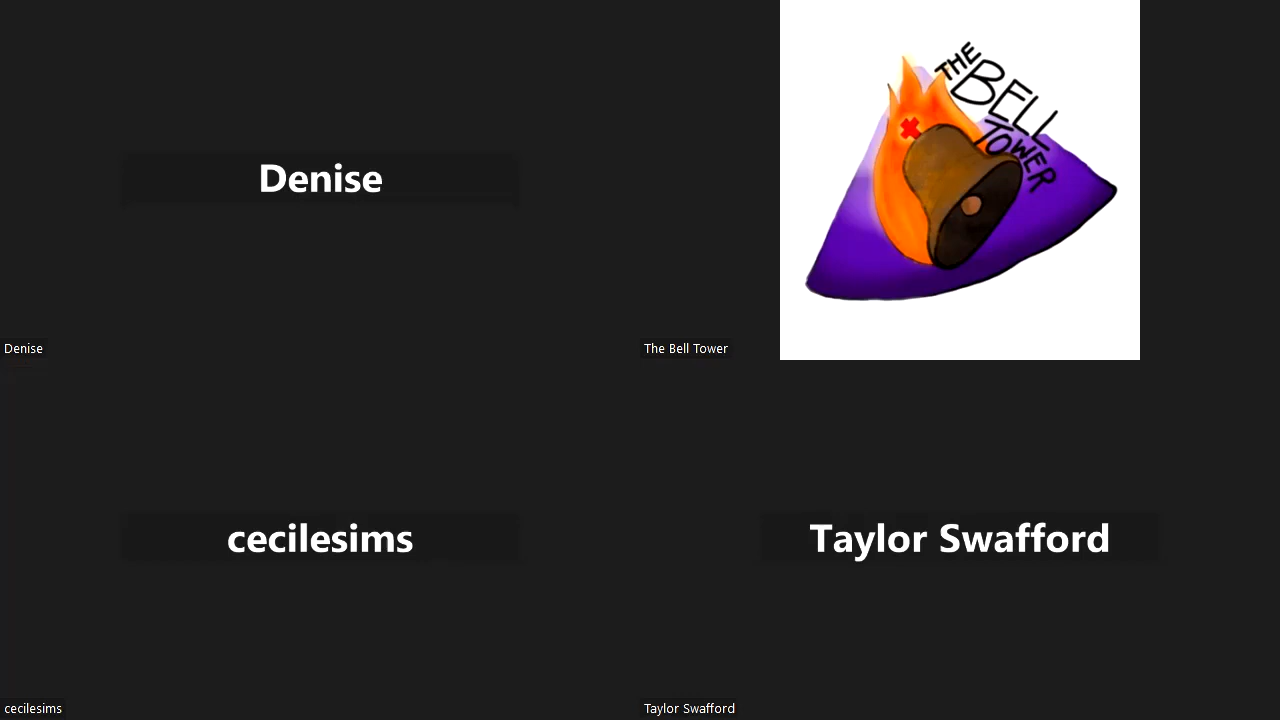 Denise
Denise
THE
BELL
TOWER
The Bell Tower
cecilesims
cecilesims
Taylor Swafford
Taylor Swafford